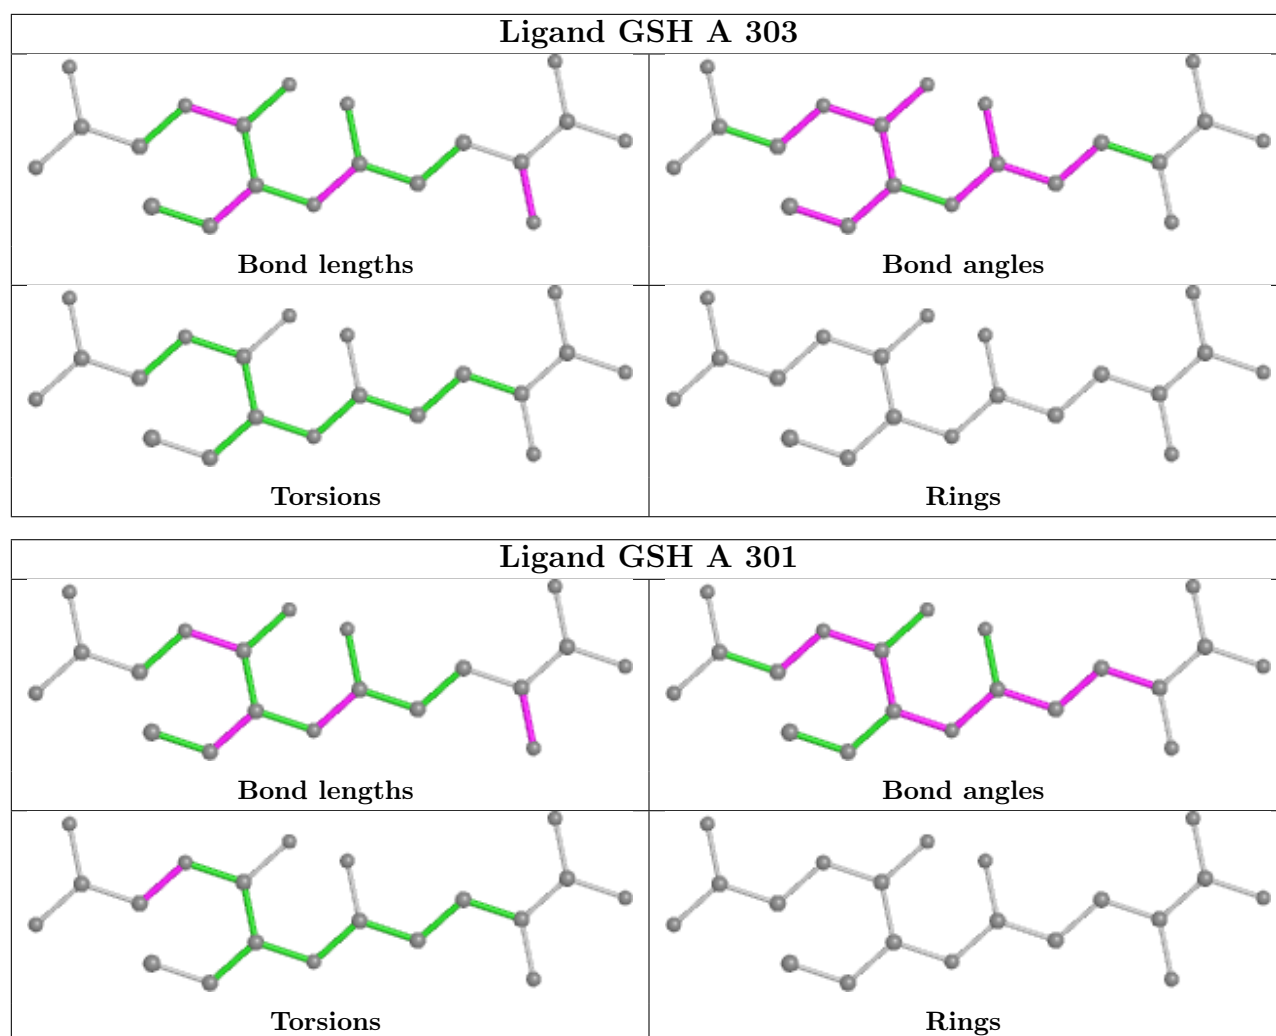 Ligand GSH A 303
Bond lengths
Bond angles
Torsions
Rings
Ligand GSH A 301
Bond lengths
Bond angles
Torsions
Rings